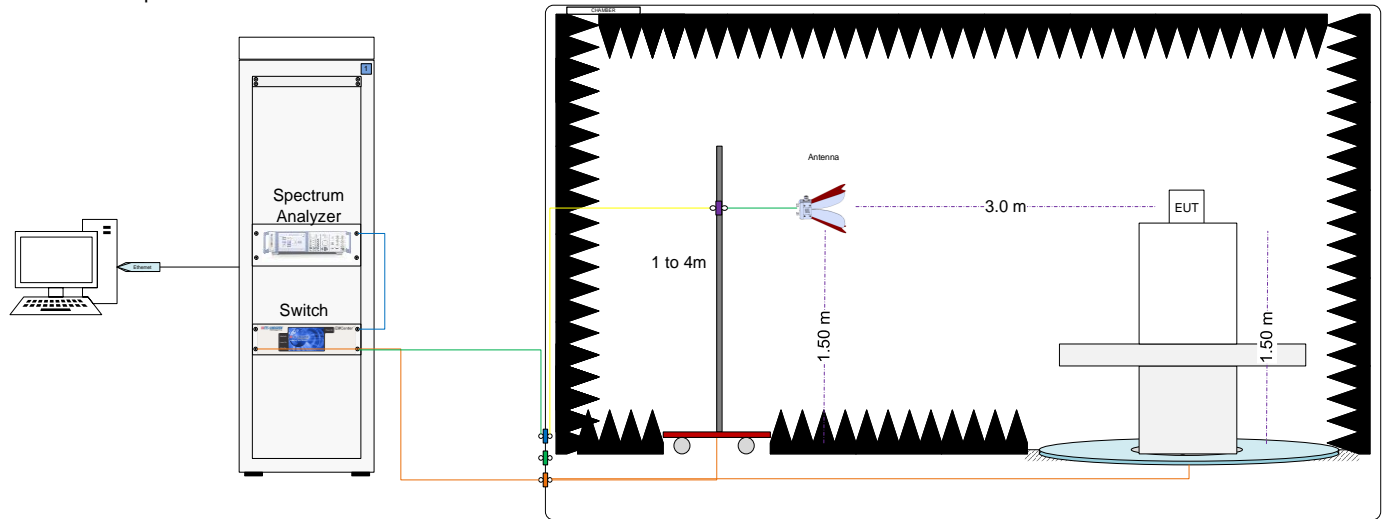 CHAMBER
1
Spectrum
Analyzer
Ethernet
Switch
Antenna
3.0 m
EUT
1 to 4m
1.50 m
1.50 m